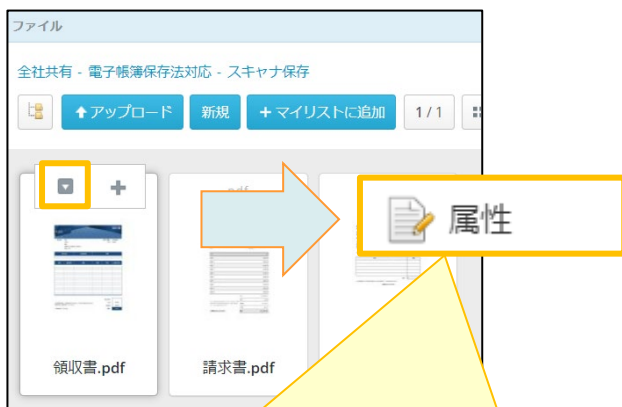 ファイル
全社共有 - 電子帳簿保存法対応 - スキャナ保存
アップロード 新規 + マイリストに追加 1 / 1
属性
領収書.pdf 請求書.pdf